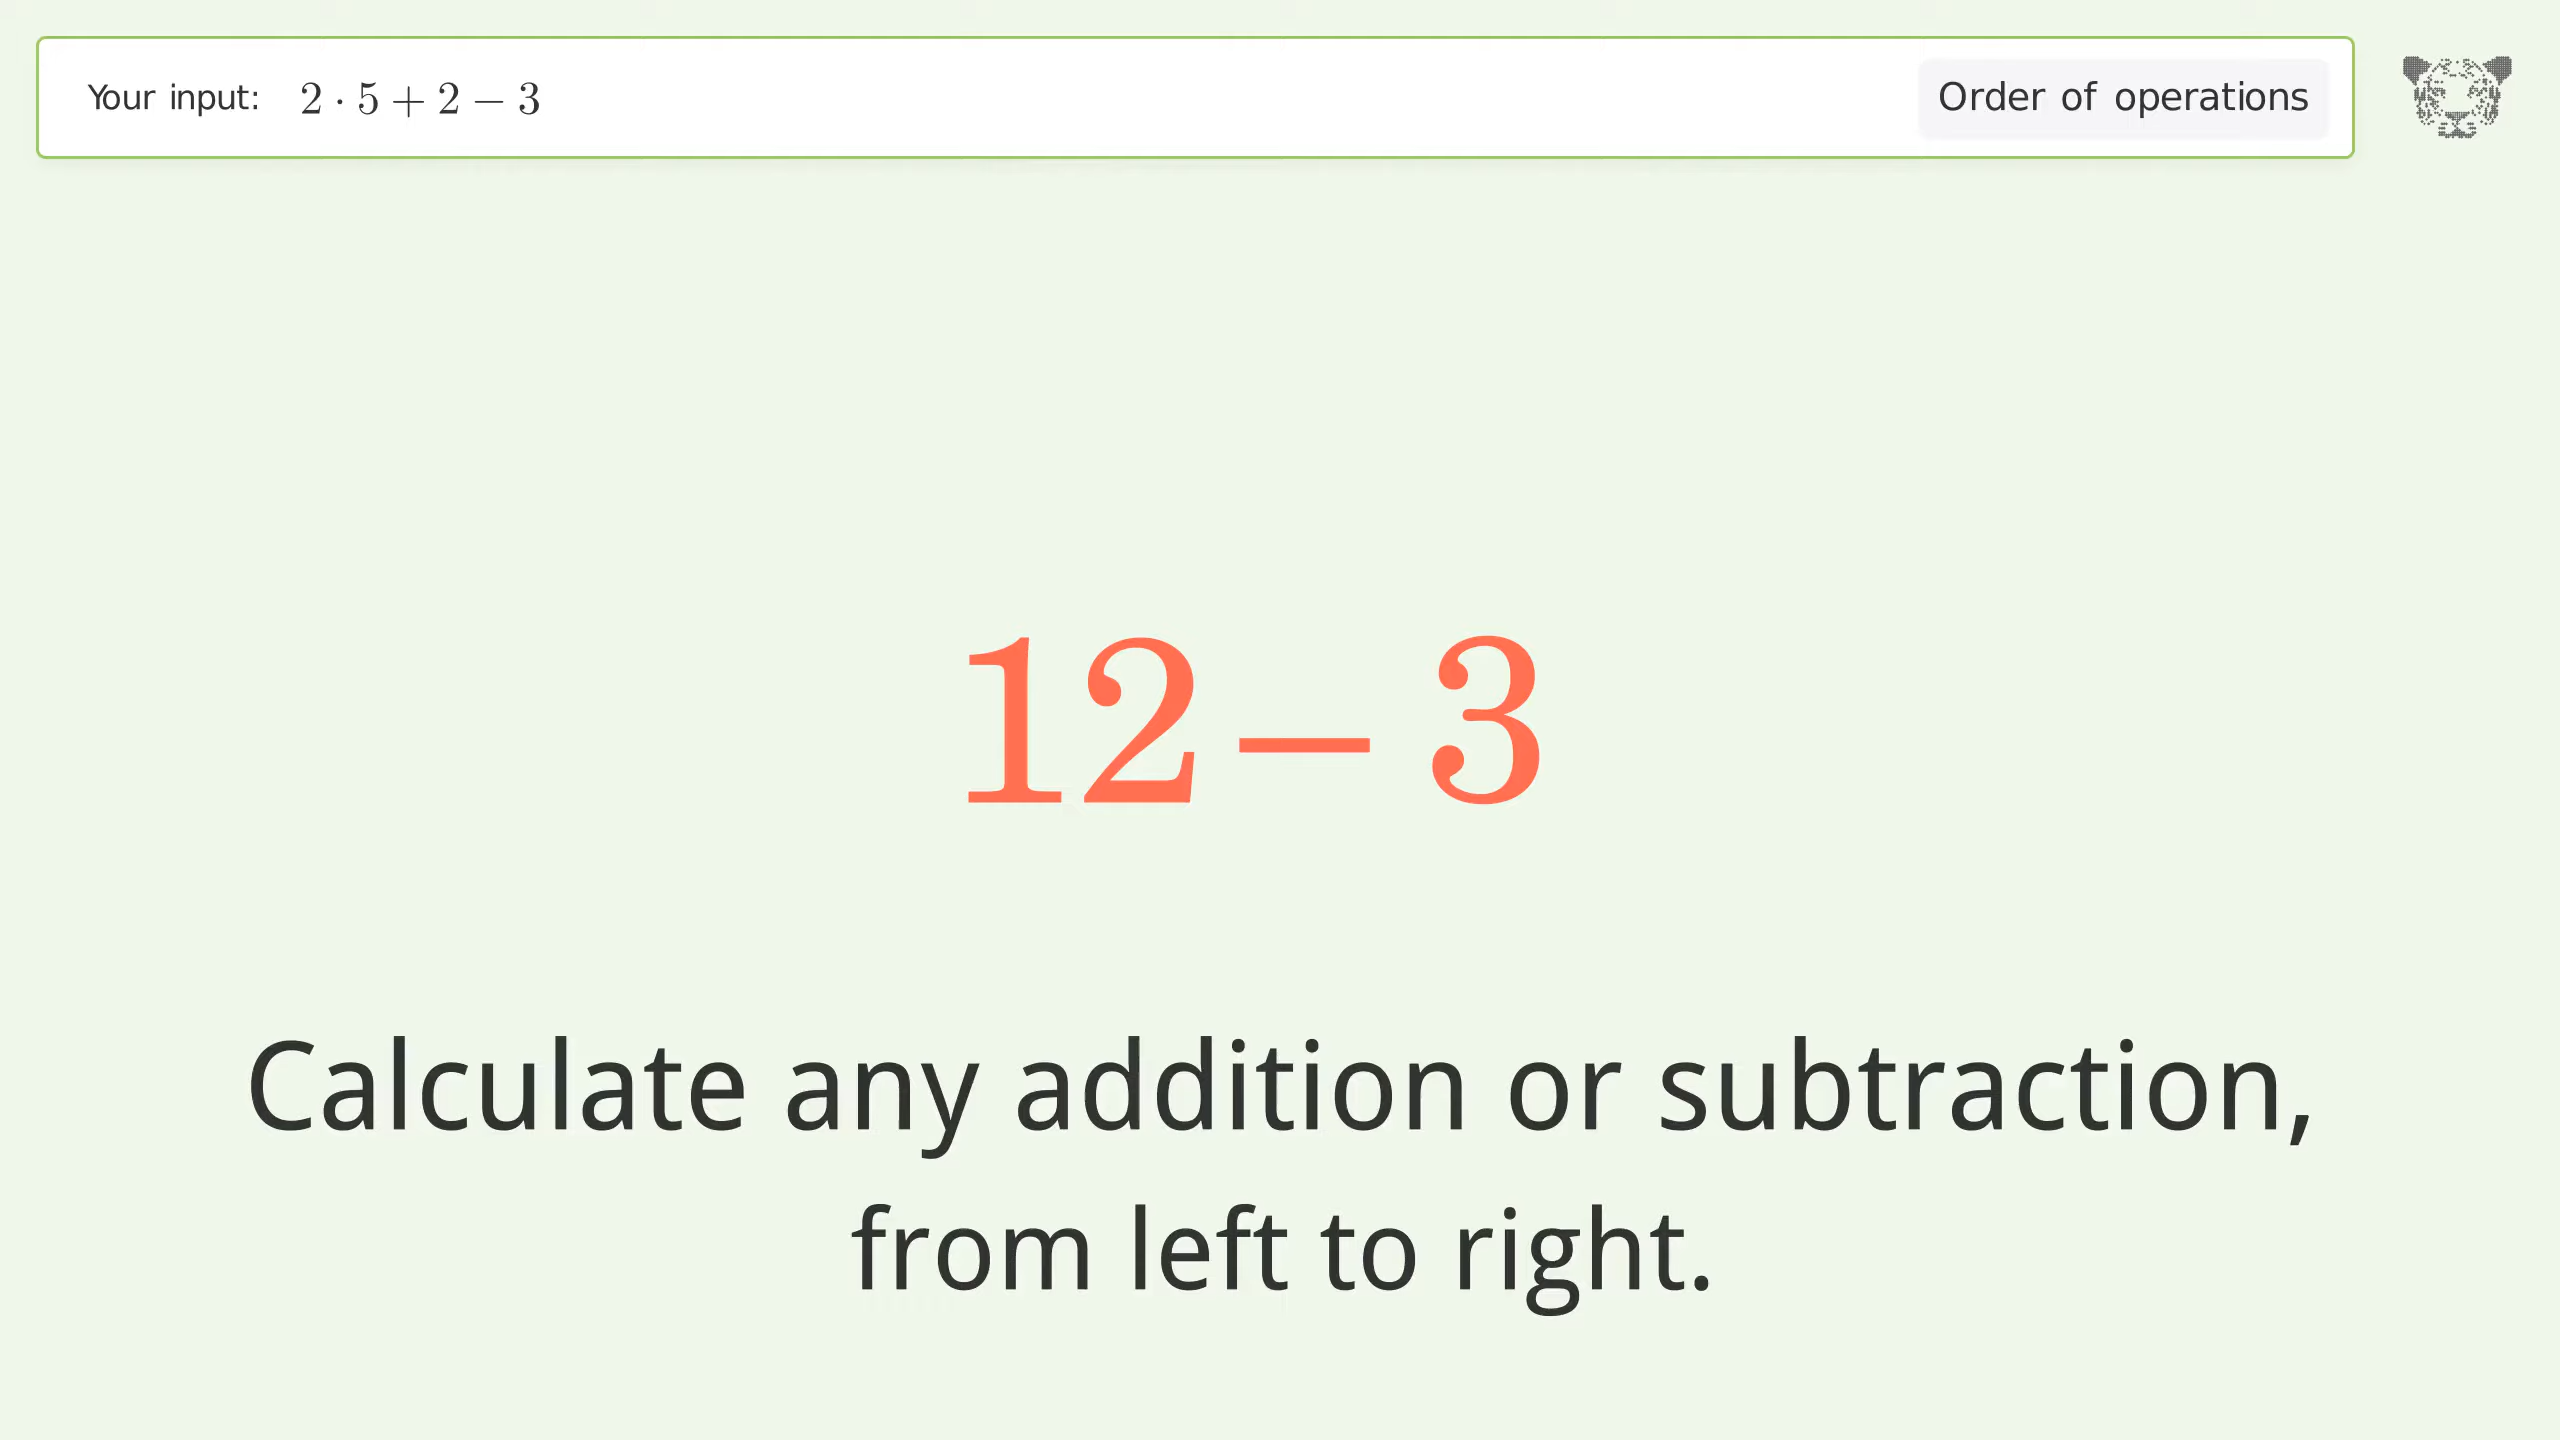 Your input: 2 · 5 + 2 − 3
Order of operations
12 − 3
Calculate any addition or subtraction,
from left to right.